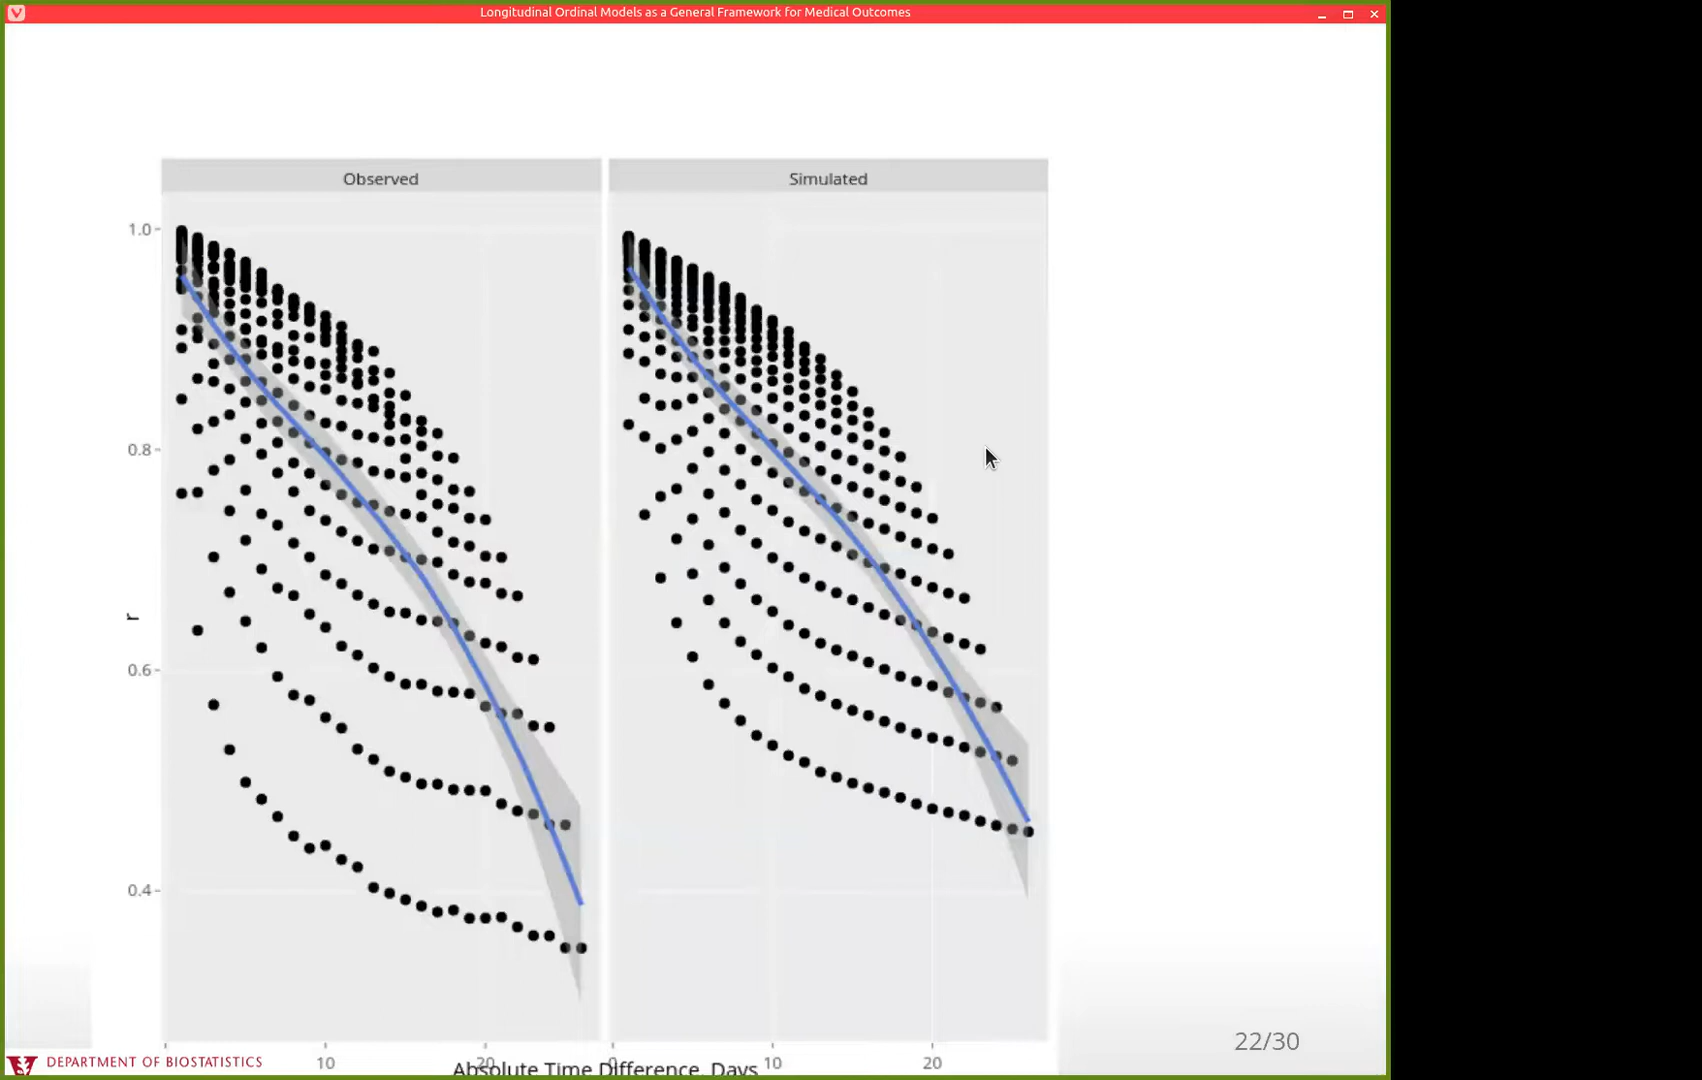 Longitudinal Ordinal Models as a General Framework for Medical Outcomes
Observed
Simulated
1.0
0.8
0.6
0.4
r
10
20
0
10
20
Absolute Time Difference, Days
DEPARTMENT OF BIOSTATISTICS
22/30